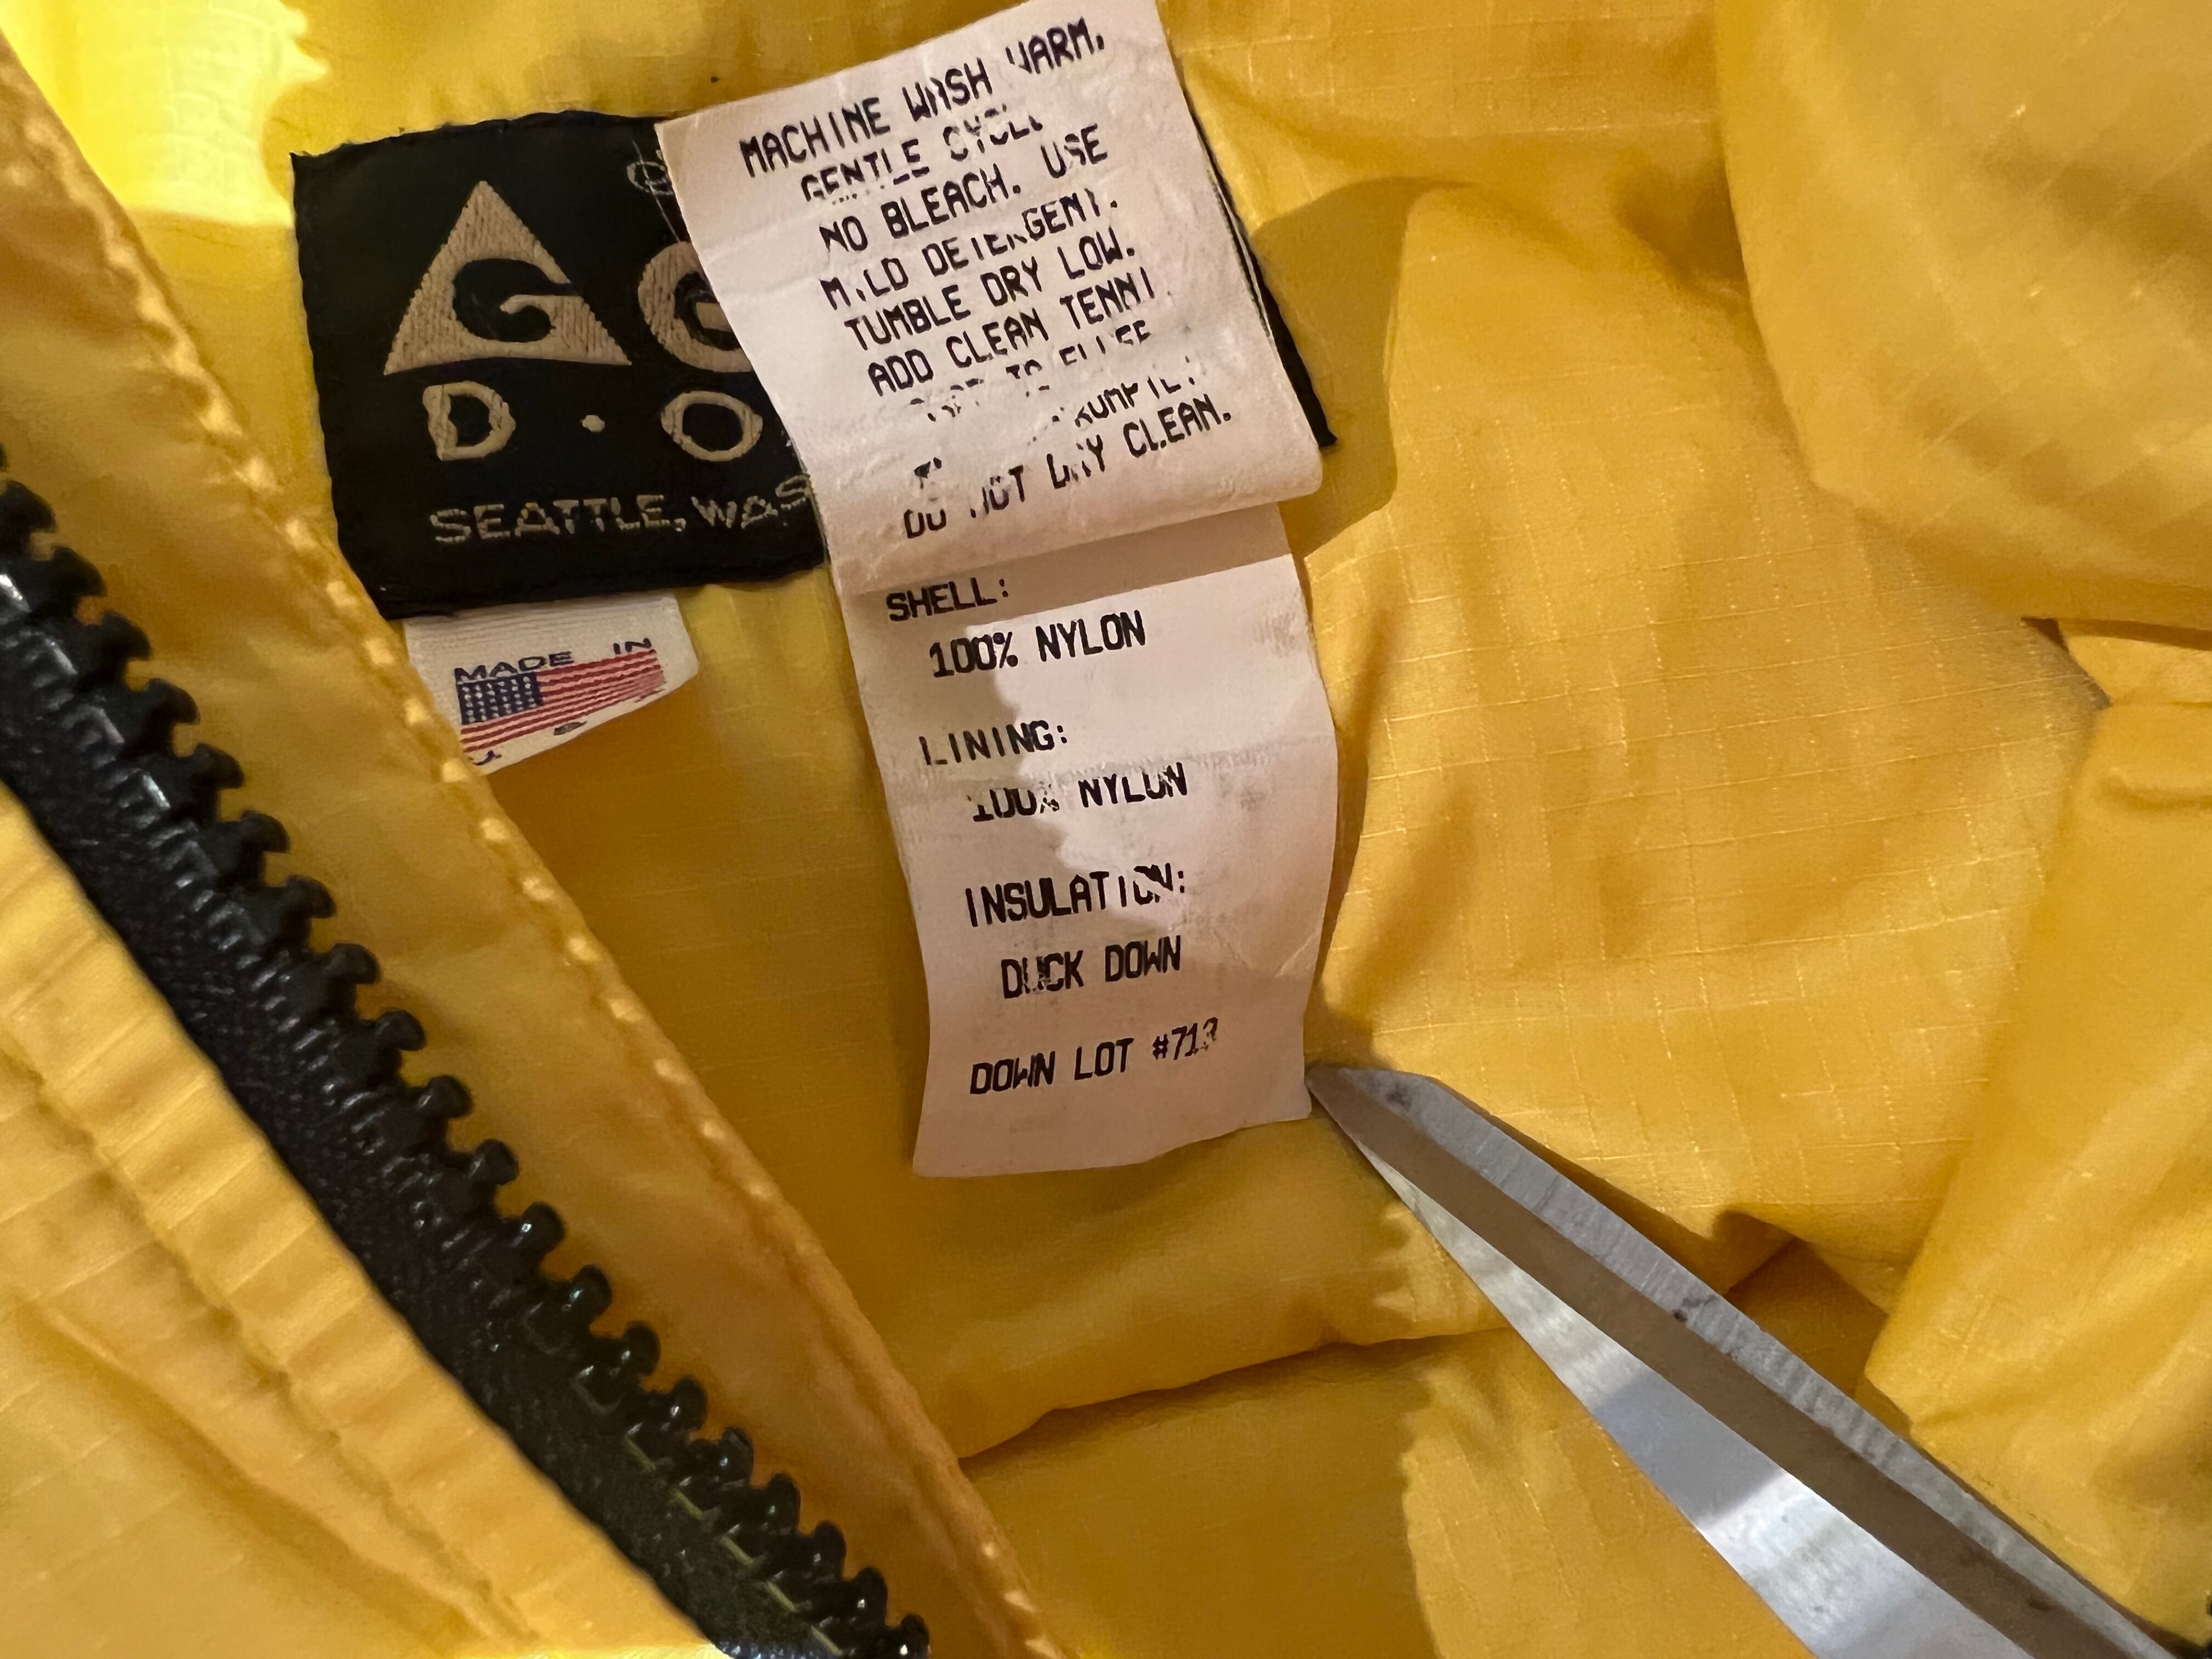 MACHINE WASH WARM.
GENTLE CYCLE
NO BLEACH. USE
MILD DETERGENT.
TUMBLE DRY LOW.
ADD CLEAN TENNI
DO NOT DRY CLEAN.
SHELL:
100% NYLON
LINING:
100% NYLON
INSULATION:
DUCK DOWN
DOWN LOT #713
G
D · O
SEATTLE, WAS
MADE IN
U S